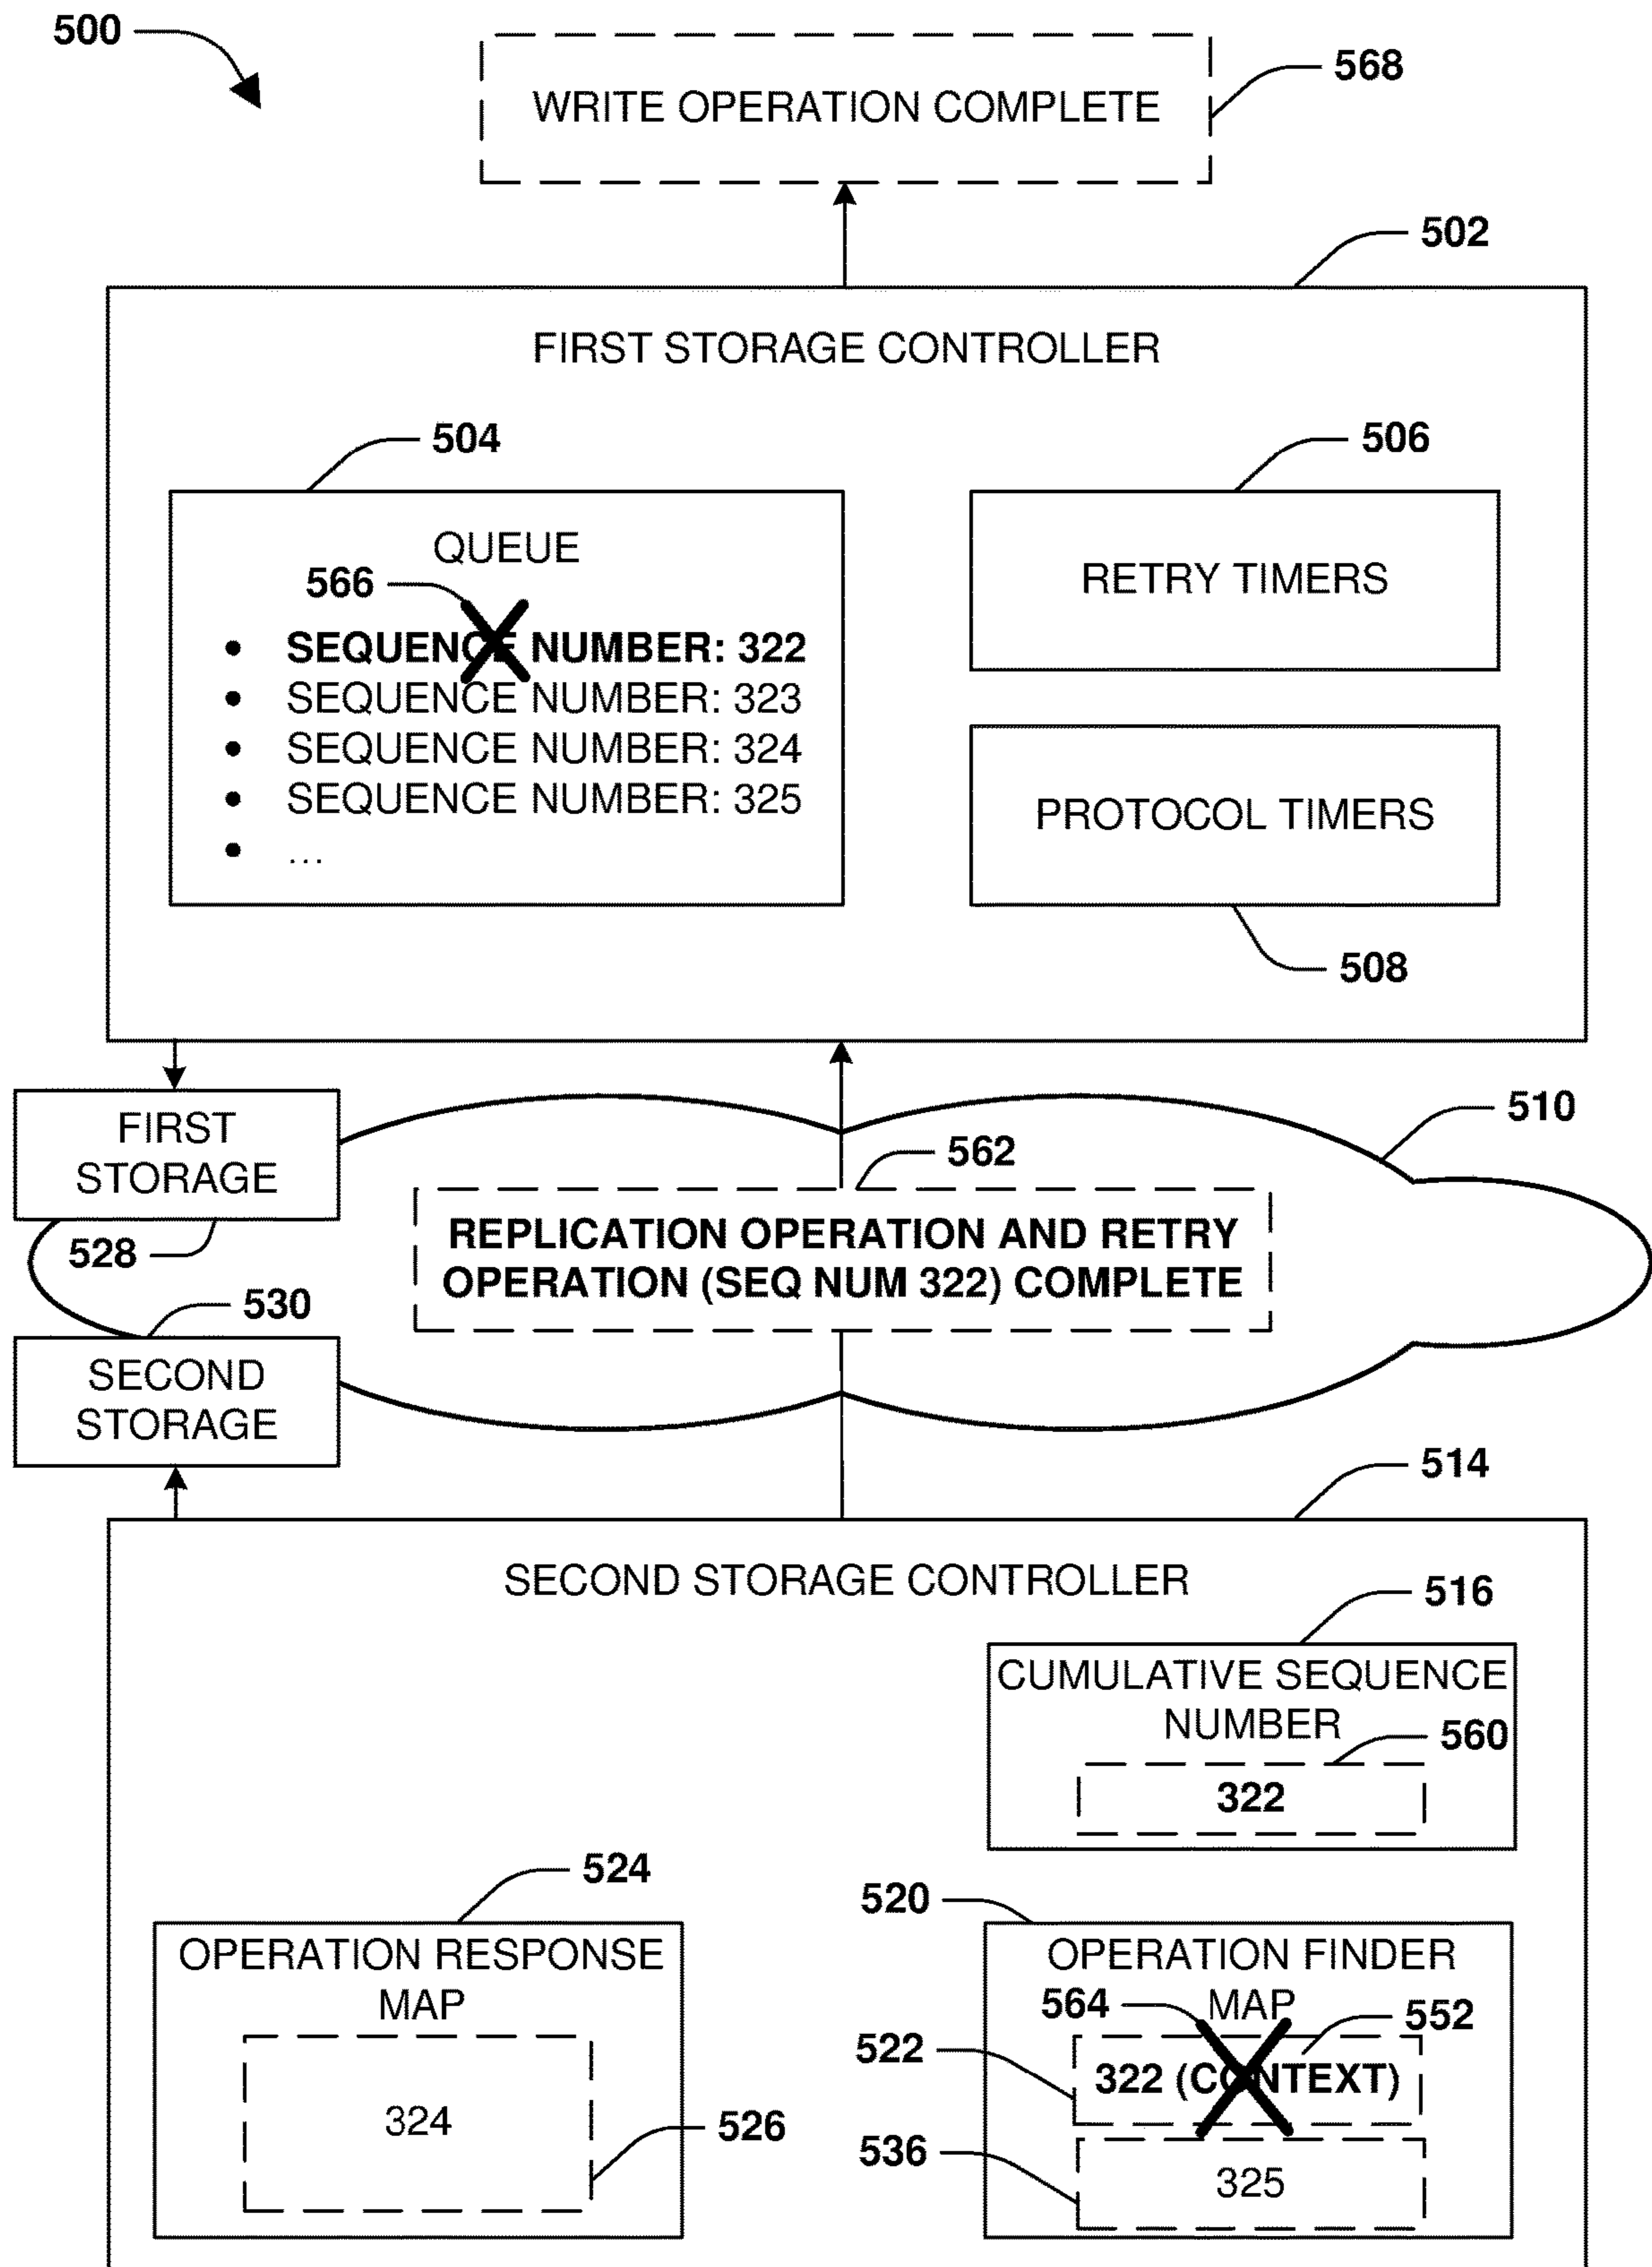 500
WRITE OPERATION COMPLETE
568
502
FIRST STORAGE CONTROLLER
504
506
QUEUE
566
RETRY TIMERS
• SEQUENCE NUMBER: 322
• SEQUENCE NUMBER: 323
• SEQUENCE NUMBER: 324
• SEQUENCE NUMBER: 325
• ...
PROTOCOL TIMERS
508
FIRST
STORAGE
528
510
562
REPLICATION OPERATION AND RETRY
OPERATION (SEQ NUM 322) COMPLETE
530
SECOND
STORAGE
514
SECOND STORAGE CONTROLLER
516
CUMULATIVE SEQUENCE
NUMBER
560
322
524
520
OPERATION RESPONSE
MAP
324
526
OPERATION FINDER
MAP
564
552
522
322 (CONTEXT)
536
325